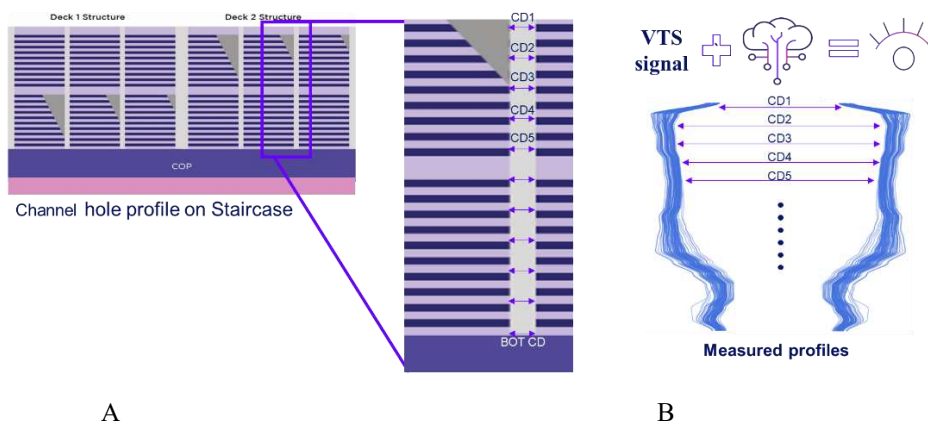 Deck 1 Structure
Deck 2 Structure
COP
Channel hole profile on Staircase
CD1
CD2
CD3
CD4
CD5
BOT CD
A
VTS
signal
CD1
CD2
CD3
CD4
CD5
Measured profiles
B